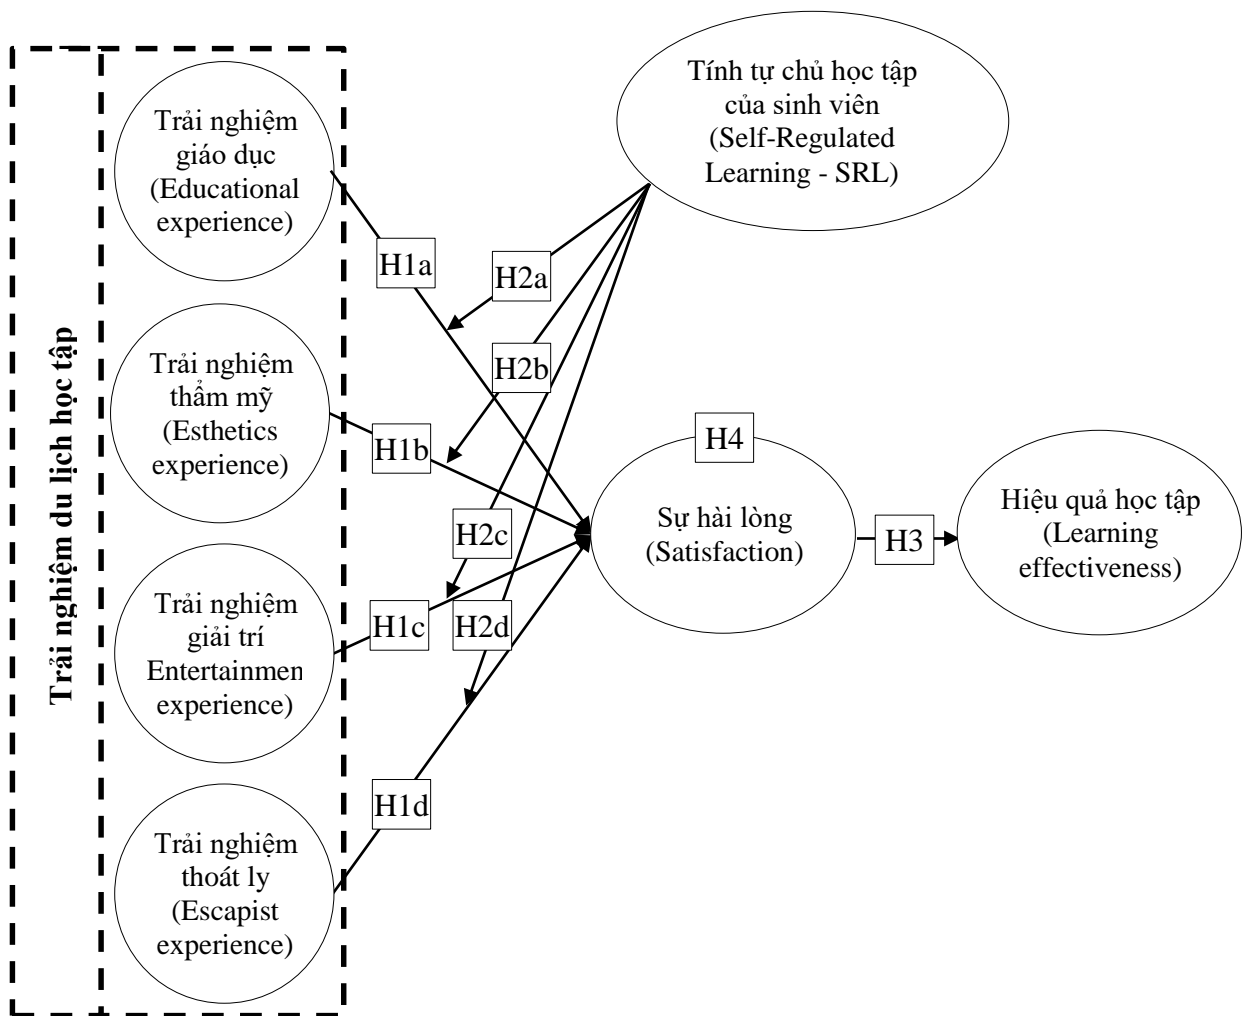 Trải nghiệm du lịch học tập
Trải nghiệm
giáo dục
(Educational
experience)
Trải nghiệm
thẩm mỹ
(Esthetics
experience)
Trải nghiệm
giải trí
Entertainmen
experience)
Trải nghiệm
thoát ly
(Escapist
experience)
Tính tự chủ học tập
của sinh viên
(Self-Regulated
Learning - SRL)
H1a
H2a
H2b
H1b
H2c
H1c
H2d
H1d
H4
Sự hài lòng
(Satisfaction)
H3
Hiệu quả học tập
(Learning
effectiveness)